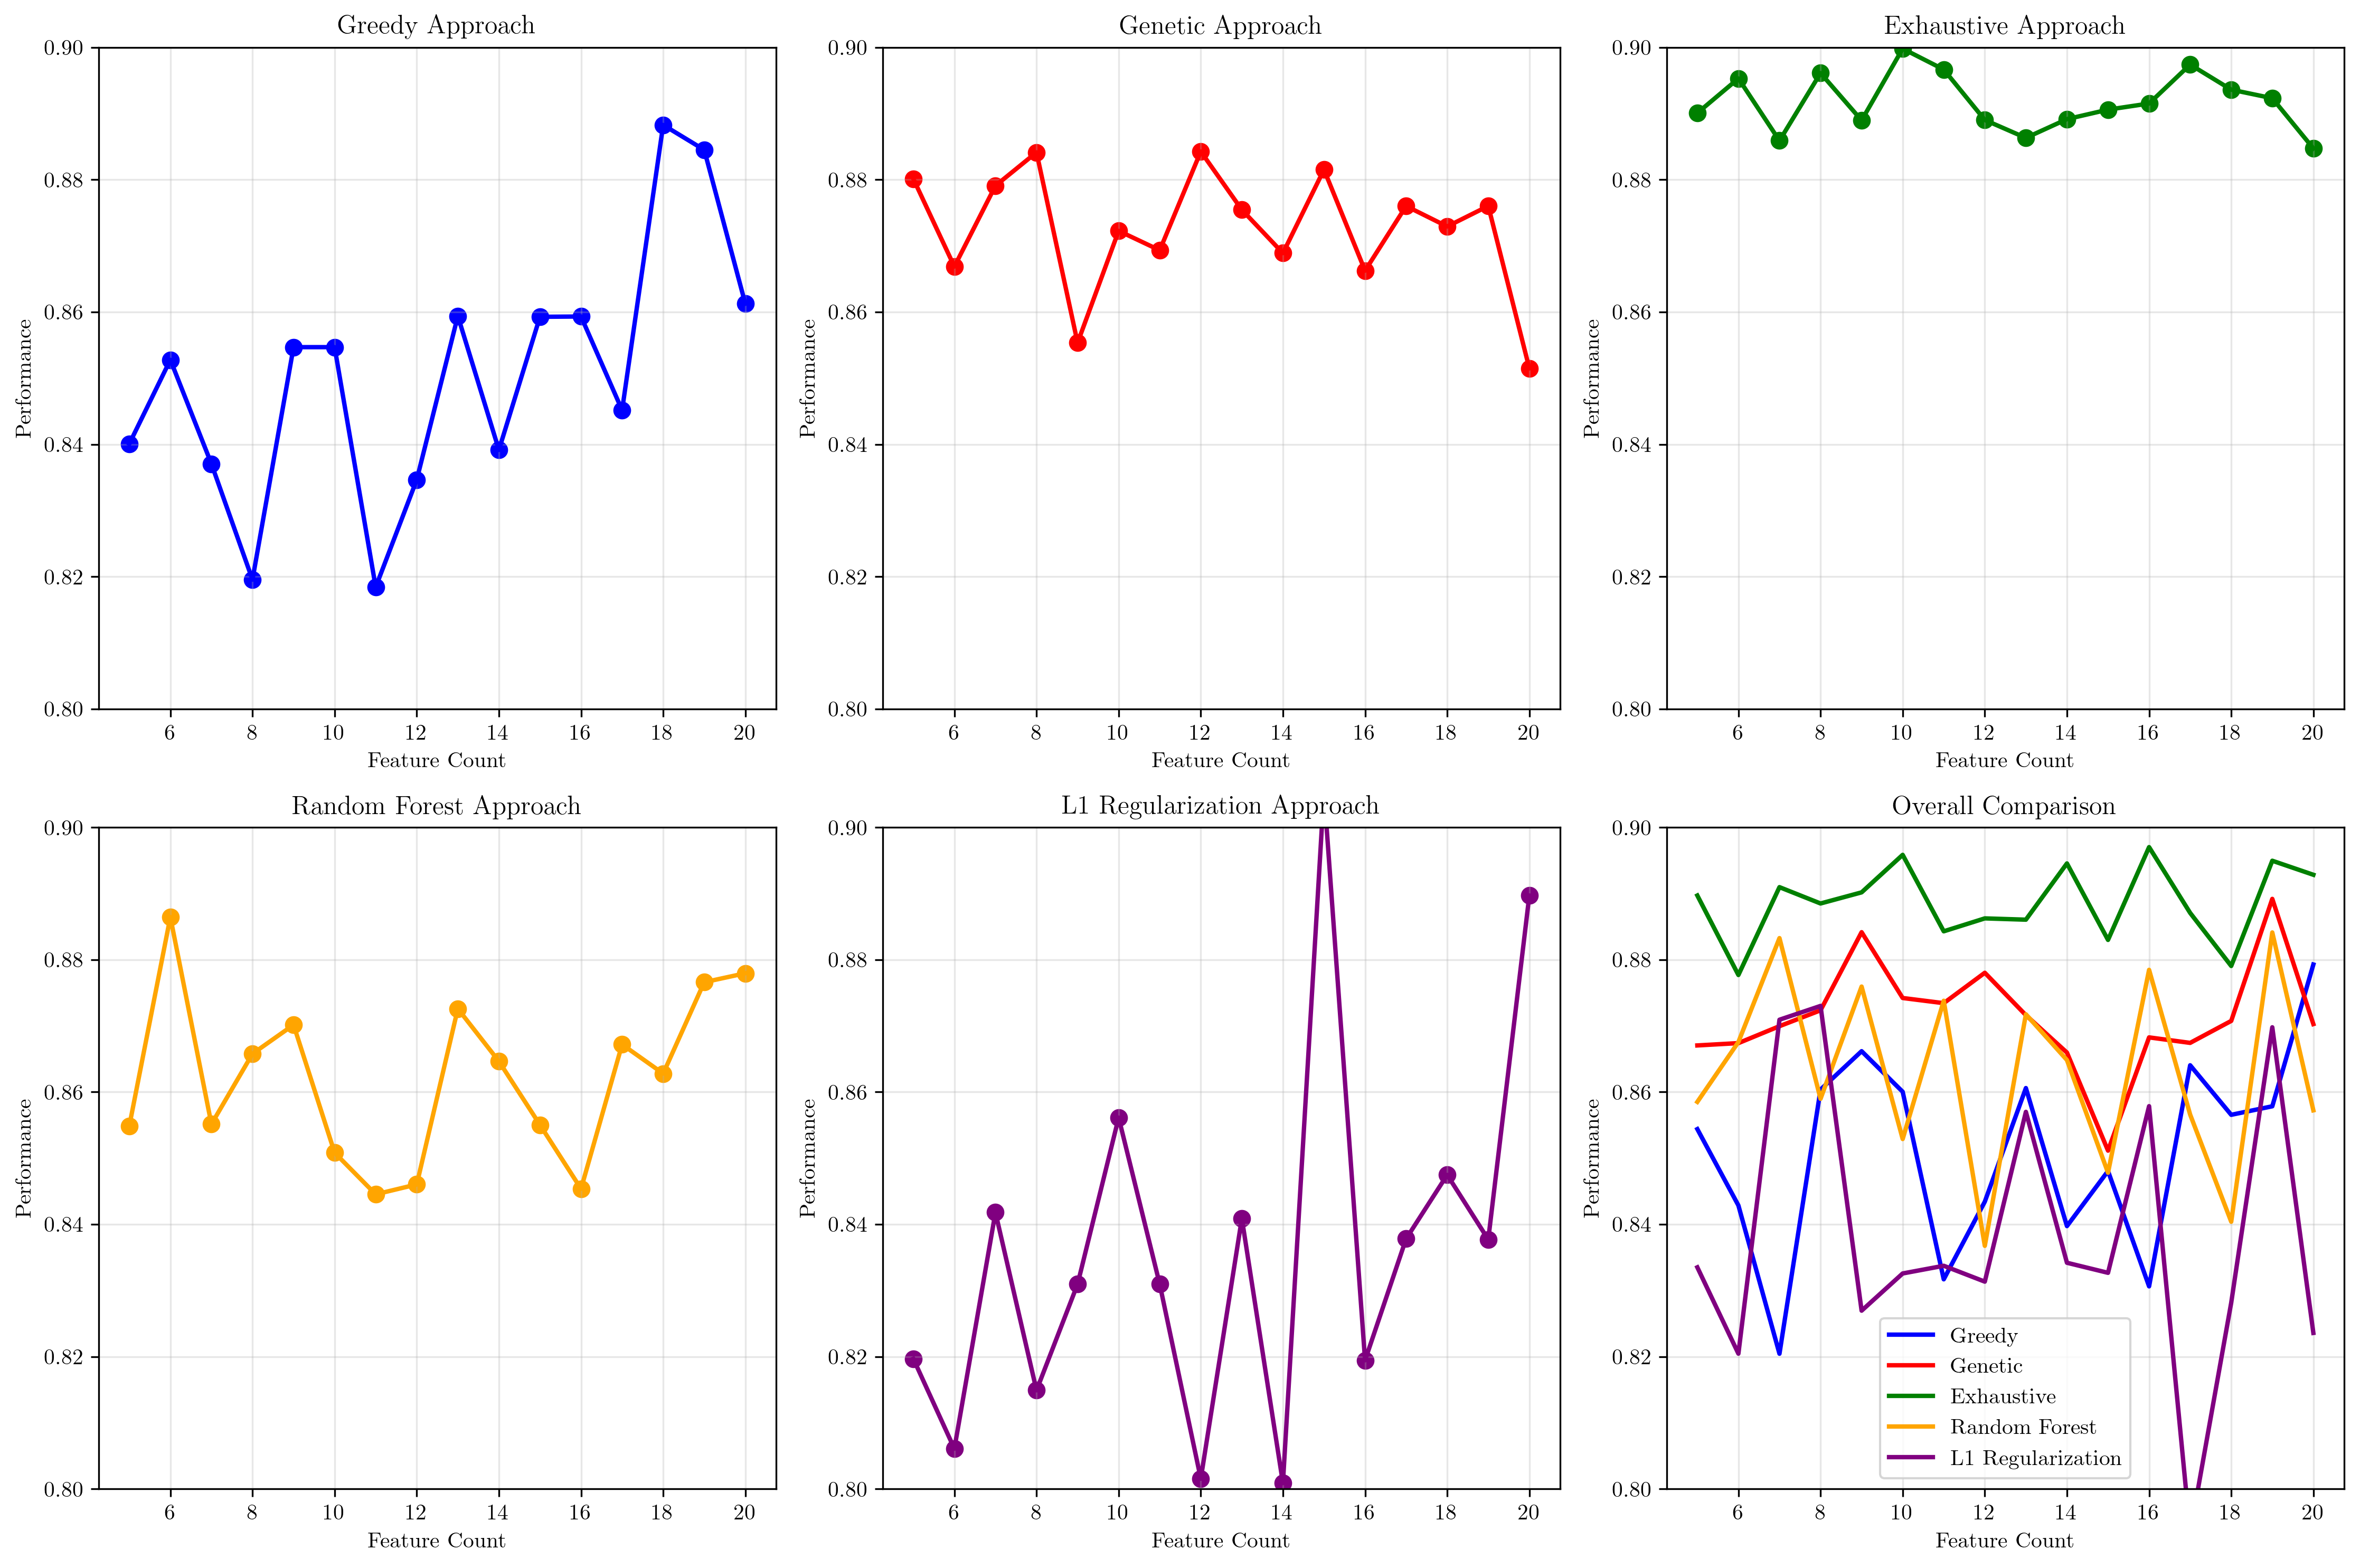 Greedy Approach
0.90
0.88
0.86
0.84
0.82
0.80
Performance
6 8 10 12 14 16 18 20
Feature Count
Genetic Approach
0.90
0.88
0.86
0.84
0.82
0.80
Performance
6 8 10 12 14 16 18 20
Feature Count
Exhaustive Approach
0.90
0.88
0.86
0.84
0.82
0.80
Performance
6 8 10 12 14 16 18 20
Feature Count
Random Forest Approach
0.90
0.88
0.86
0.84
0.82
0.80
Performance
6 8 10 12 14 16 18 20
Feature Count
L1 Regularization Approach
0.90
0.88
0.86
0.84
0.82
0.80
Performance
6 8 10 12 14 16 18 20
Feature Count
Overall Comparison
0.90
0.88
0.86
0.84
0.82
0.80
Performance
Greedy
Genetic
Exhaustive
Random Forest
L1 Regularization
6 8 10 12 14 16 18 20
Feature Count